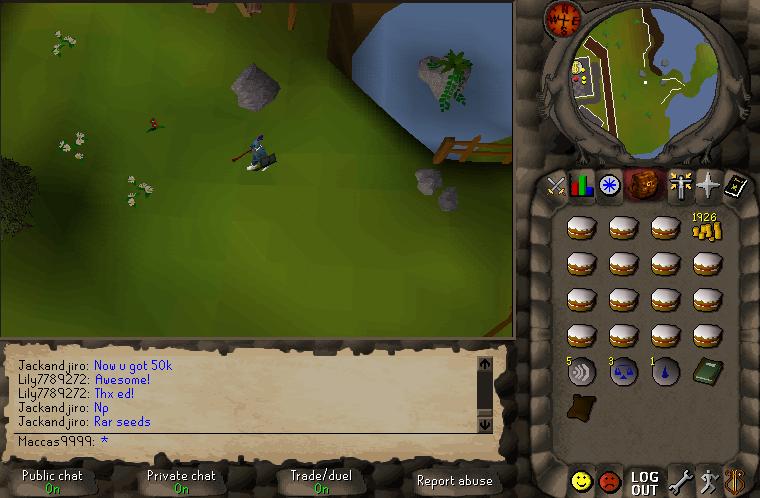 N
W E
S
1926
5 3 1
Jackandjiro: Now u got 50k
Lily7789272: Awesome!
Lily7789272: Thx ed!
Jackandjiro: Np
Jackandjiro: Rar seeds
Maccas9999: *
Public chat
On
Private chat
On
Trade/duel
On
Report abuse
LOG
OUT